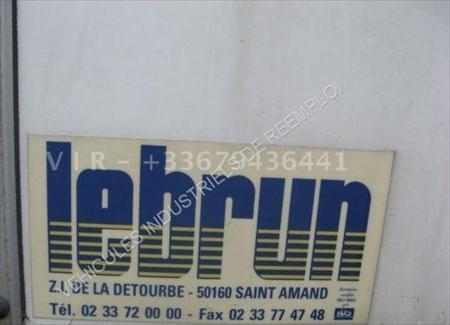 lebrun
VIR - +33679436441
VEHICULES INDUSTRIELS DE REEMPLOI
Z.I. DE LA DETOURBE - 50160 SAINT AMAND
Tél. 02 33 72 00 00 - Fax 02 33 77 47 48